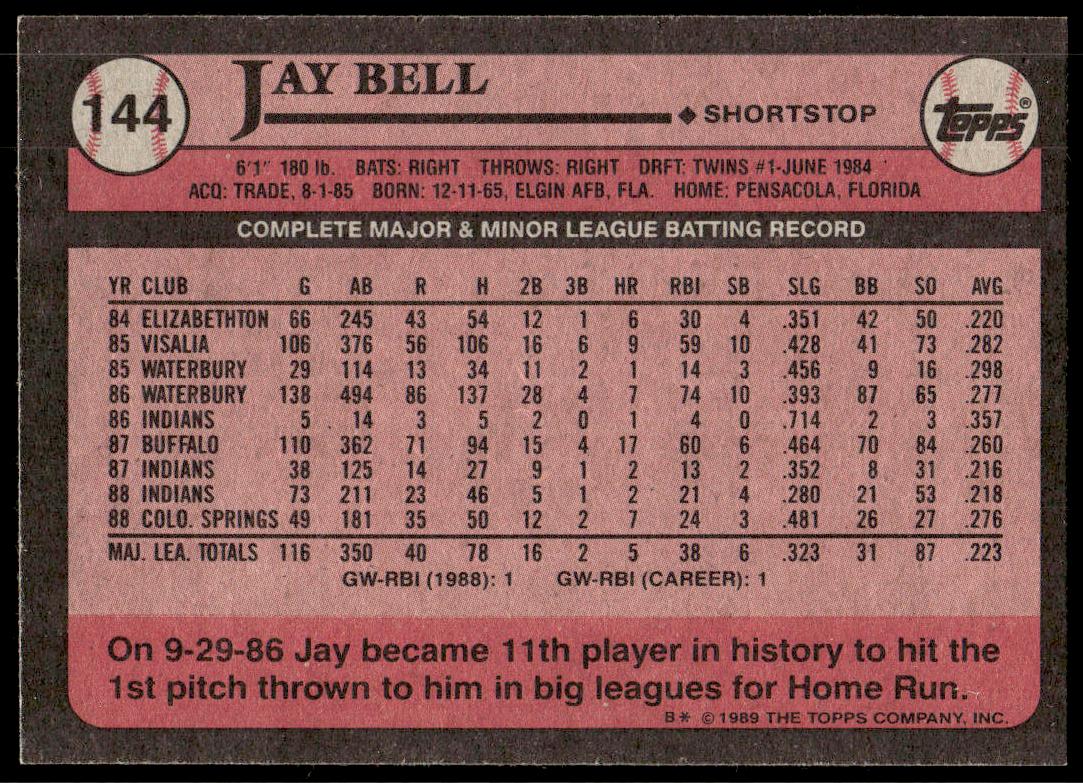 144
JAY BELL
◆ SHORTSTOP
TOPPS®
6'1" 180 lb. BATS: RIGHT THROWS: RIGHT DRFT: TWINS #1-JUNE 1984
ACQ: TRADE, 8-1-85 BORN: 12-11-65, ELGIN AFB, FLA. HOME: PENSACOLA, FLORIDA
COMPLETE MAJOR & MINOR LEAGUE BATTING RECORD
YR CLUB G AB R H 2B 3B HR RBI SB SLG BB SO AVG.
84 ELIZABETHTON 66 245 43 54 12 1 6 30 4 .351 42 50 .220
85 VISALIA 106 376 56 106 16 6 9 59 10 .428 41 73 .282
85 WATERBURY 29 114 13 34 11 2 1 14 3 .456 9 16 .298
86 WATERBURY 138 494 86 137 28 4 7 74 10 .393 87 65 .277
86 INDIANS 5 14 3 5 2 0 1 4 0 .714 2 3 .357
87 BUFFALO 110 362 71 94 15 4 17 60 6 .464 70 84 .260
87 INDIANS 38 125 14 27 9 1 2 13 2 .352 8 31 .216
88 INDIANS 73 211 23 46 5 1 2 21 4 .280 21 53 .218
88 COLO. SPRINGS 49 181 35 50 12 2 7 24 3 .481 26 27 .276
MAJ. LEA. TOTALS 116 350 40 78 16 2 5 38 6 .323 31 87 .223
GW-RBI (1988): 1 GW-RBI (CAREER): 1
On 9-29-86 Jay became 11th player in history to hit the
1st pitch thrown to him in big leagues for Home Run.
B* ©1989 THE TOPPS COMPANY, INC.